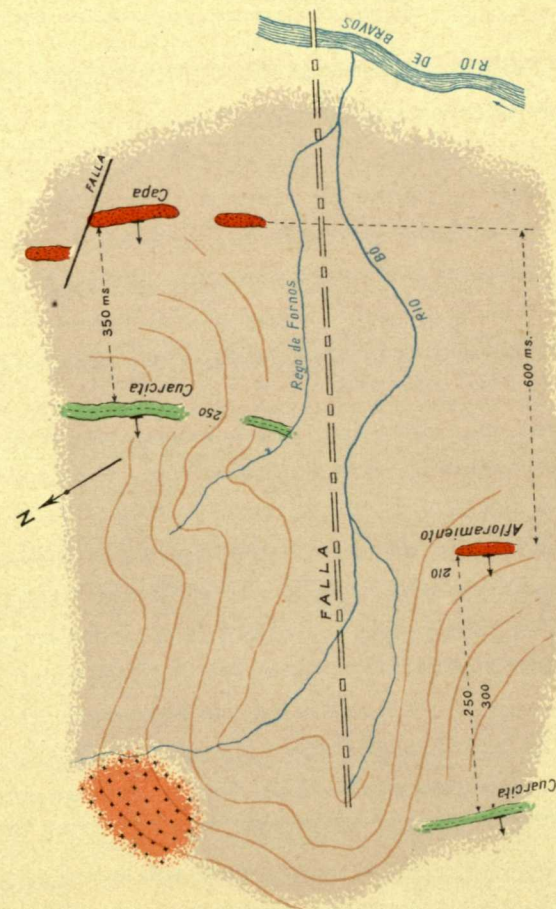 RIO DE BRAVOS
FALLA
Capa
350 ms
Rego de Fornos
RIO BÓ
600 ms.
Cuarcita
250
N
Afloramiento
210
FALLA
250
300
Cuarcita